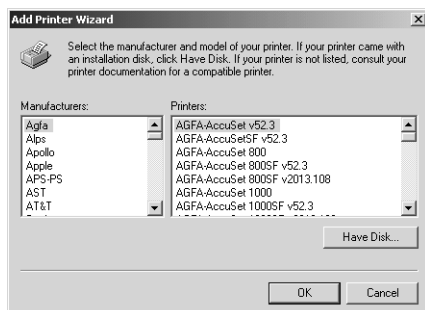 Add Printer Wizard
Select the manufacturer and model of your printer. If your printer came with
an installation disk, click Have Disk. If your printer is not listed, consult your
printer documentation for a compatible printer.
Manufacturers:
Agfa
Alps
Apollo
Apple
APS-PS
AST
AT&T
Printers:
AGFA-AccuSet v52.3
AGFA-AccuSetSF v52.3
AGFA-AccuSet 800
AGFA-AccuSet 800SF v52.3
AGFA-AccuSet 800SF v2013.108
AGFA-AccuSet 1000
AGFA-AccuSet 1000SF v52.3
Have Disk...
OK
Cancel